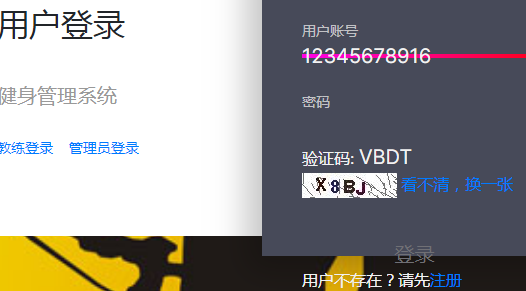 用户登录
健身管理系统
教练登录 管理员登录
用户账号
12345678916
密码
验证码: VBDT
X8BJ 看不清，换一张
登录
用户不存在？请先注册